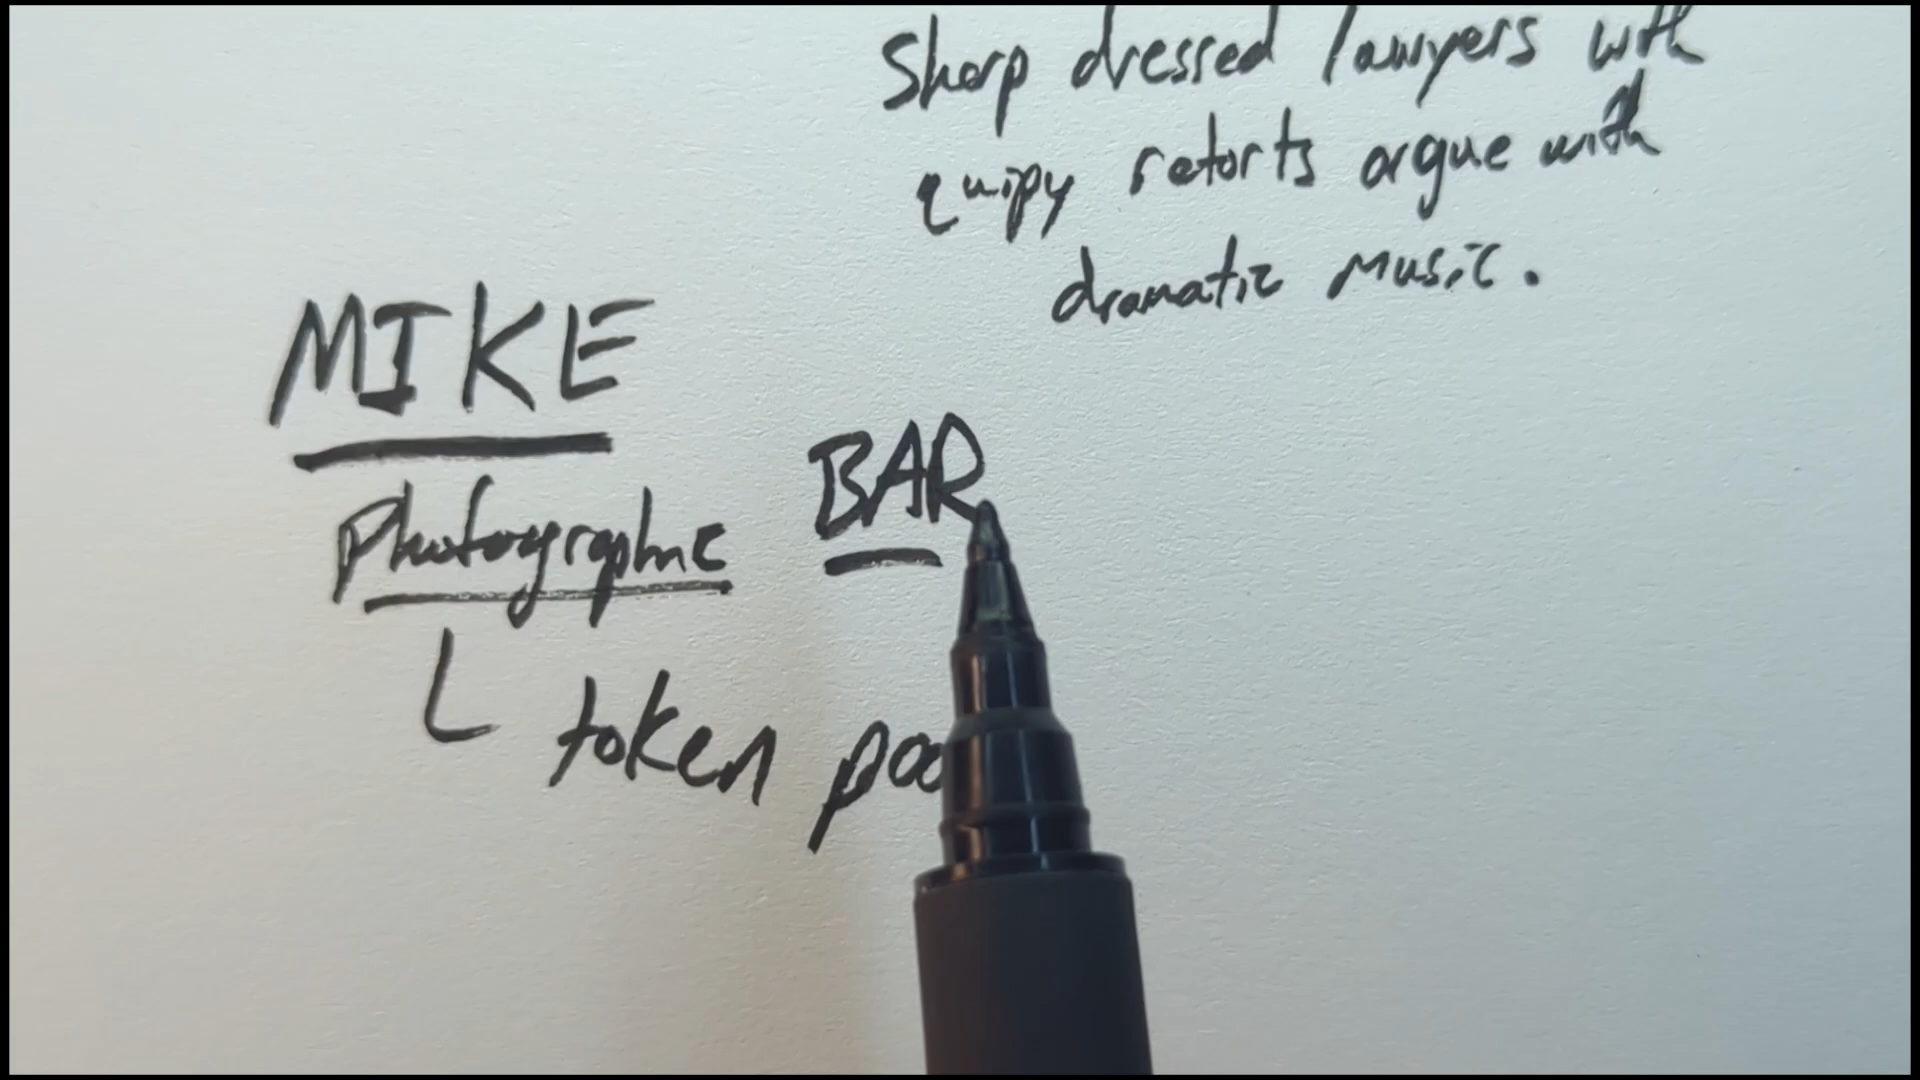 Sharp dressed lawyers with
quipy retorts argue with
dramatic music.
MIKE
BAR
Photographic
token